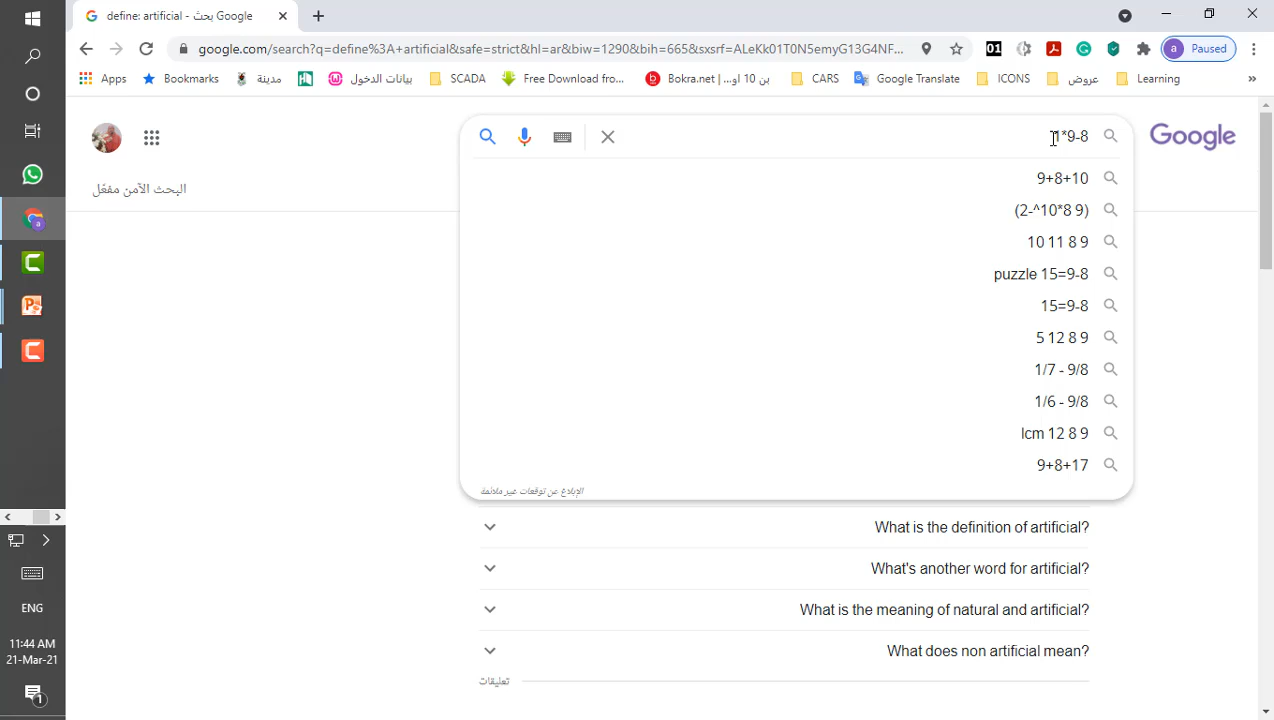 define: artificial - بحث Google
google.com/search?q=define%3A+artificial&safe=strict&hl=ar&biw=1290&bih=665&sxsrf=ALeKk01T0N5emyG13G4NF...
01
a Paused
Apps
Bookmarks
مدينة
بيانات الدخول
SCADA
Free Download fro...
Bokra.net | ...بن 10 او
CARS
Google Translate
ICONS
عروض
Learning
»
1*9-8
Google
البحث الآمن مفعّل
9+8+10
(2-^10*8 9)
10 11 8 9
puzzle 15=9-8
15=9-8
5 12 8 9
1/7 - 9/8
1/6 - 9/8
lcm 12 8 9
9+8+17
الإبلاغ عن توقعات غير ملائمة
What is the definition of artificial?
What's another word for artificial?
What is the meaning of natural and artificial?
What does non artificial mean?
تعليقات
ENG
11:44 AM
21-Mar-21
1